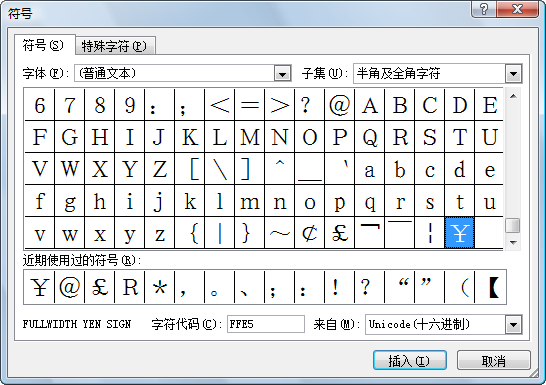 符号
符号(S) 特殊字符(P)
字体(F): (普通文本) 子集(U): 半角及全角字符
6 7 8 9 ： ； ＜ ＝ ＞ ？ ＠ A B C D E
F G H I J K L M N O P Q R S T U
V W X Y Z ［ ＼ ］ ＾ ＿ ｀ a b c d e
f g h i j k l m n o p q r s t u
v w x y z ｛ ｜ ｝ ～ ￠ ￡ ￢ ￣ ￤ ￥
近期使用过的符号(R):
￥ @ ￡ R * ， 。 、 ； ： ！ ？ “ ” （ 【
FULLWIDTH YEN SIGN 字符代码(C): FFE5 来自(M): Unicode(十六进制)
插入(I) 取消